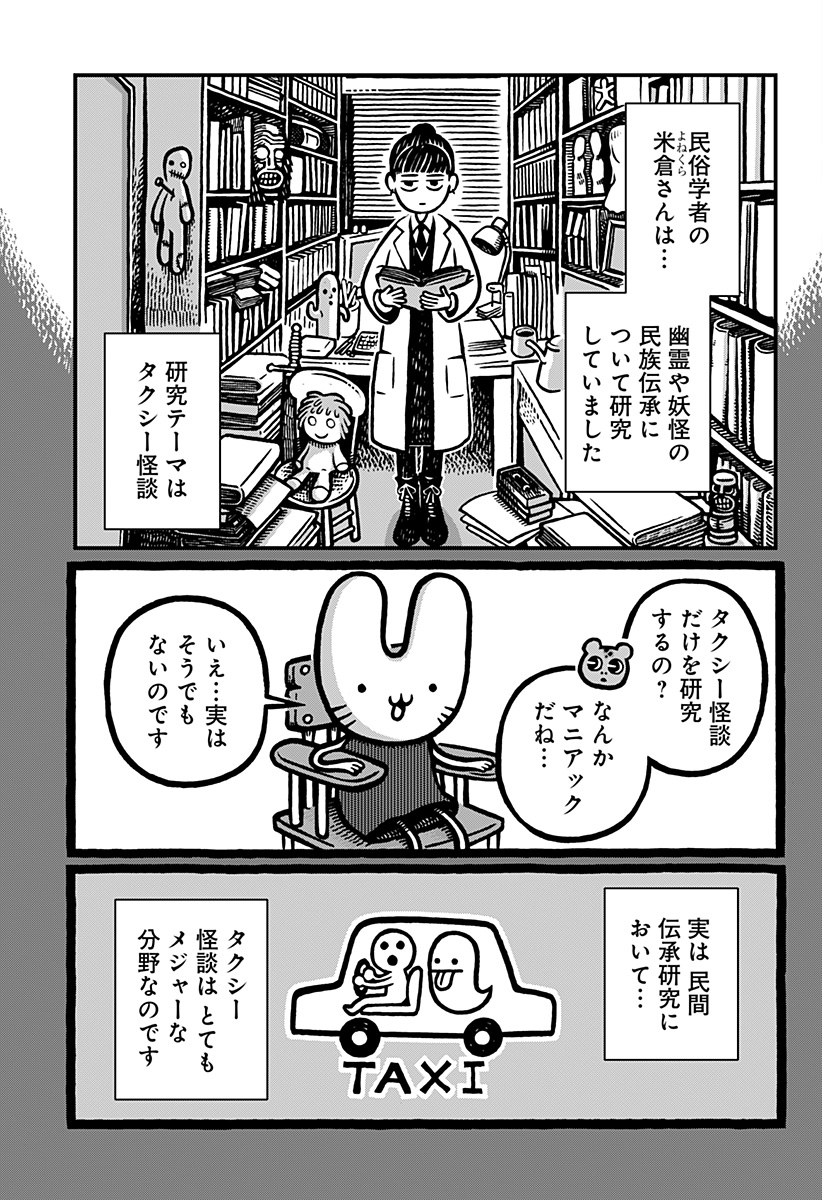 民俗学者の
米倉さんは…
よねくら
幽霊や妖怪の
民族伝承に
ついて研究
していました
研究テーマは
タクシー怪談
タクシー怪談
だけを研究
するの?
なんか
マニアック
だね…
いえ…実は
そうでも
ないのです
実は 民間
伝承研究に
おいて…
タクシー
怪談は とても
メジャーな
分野なのです
TAXI